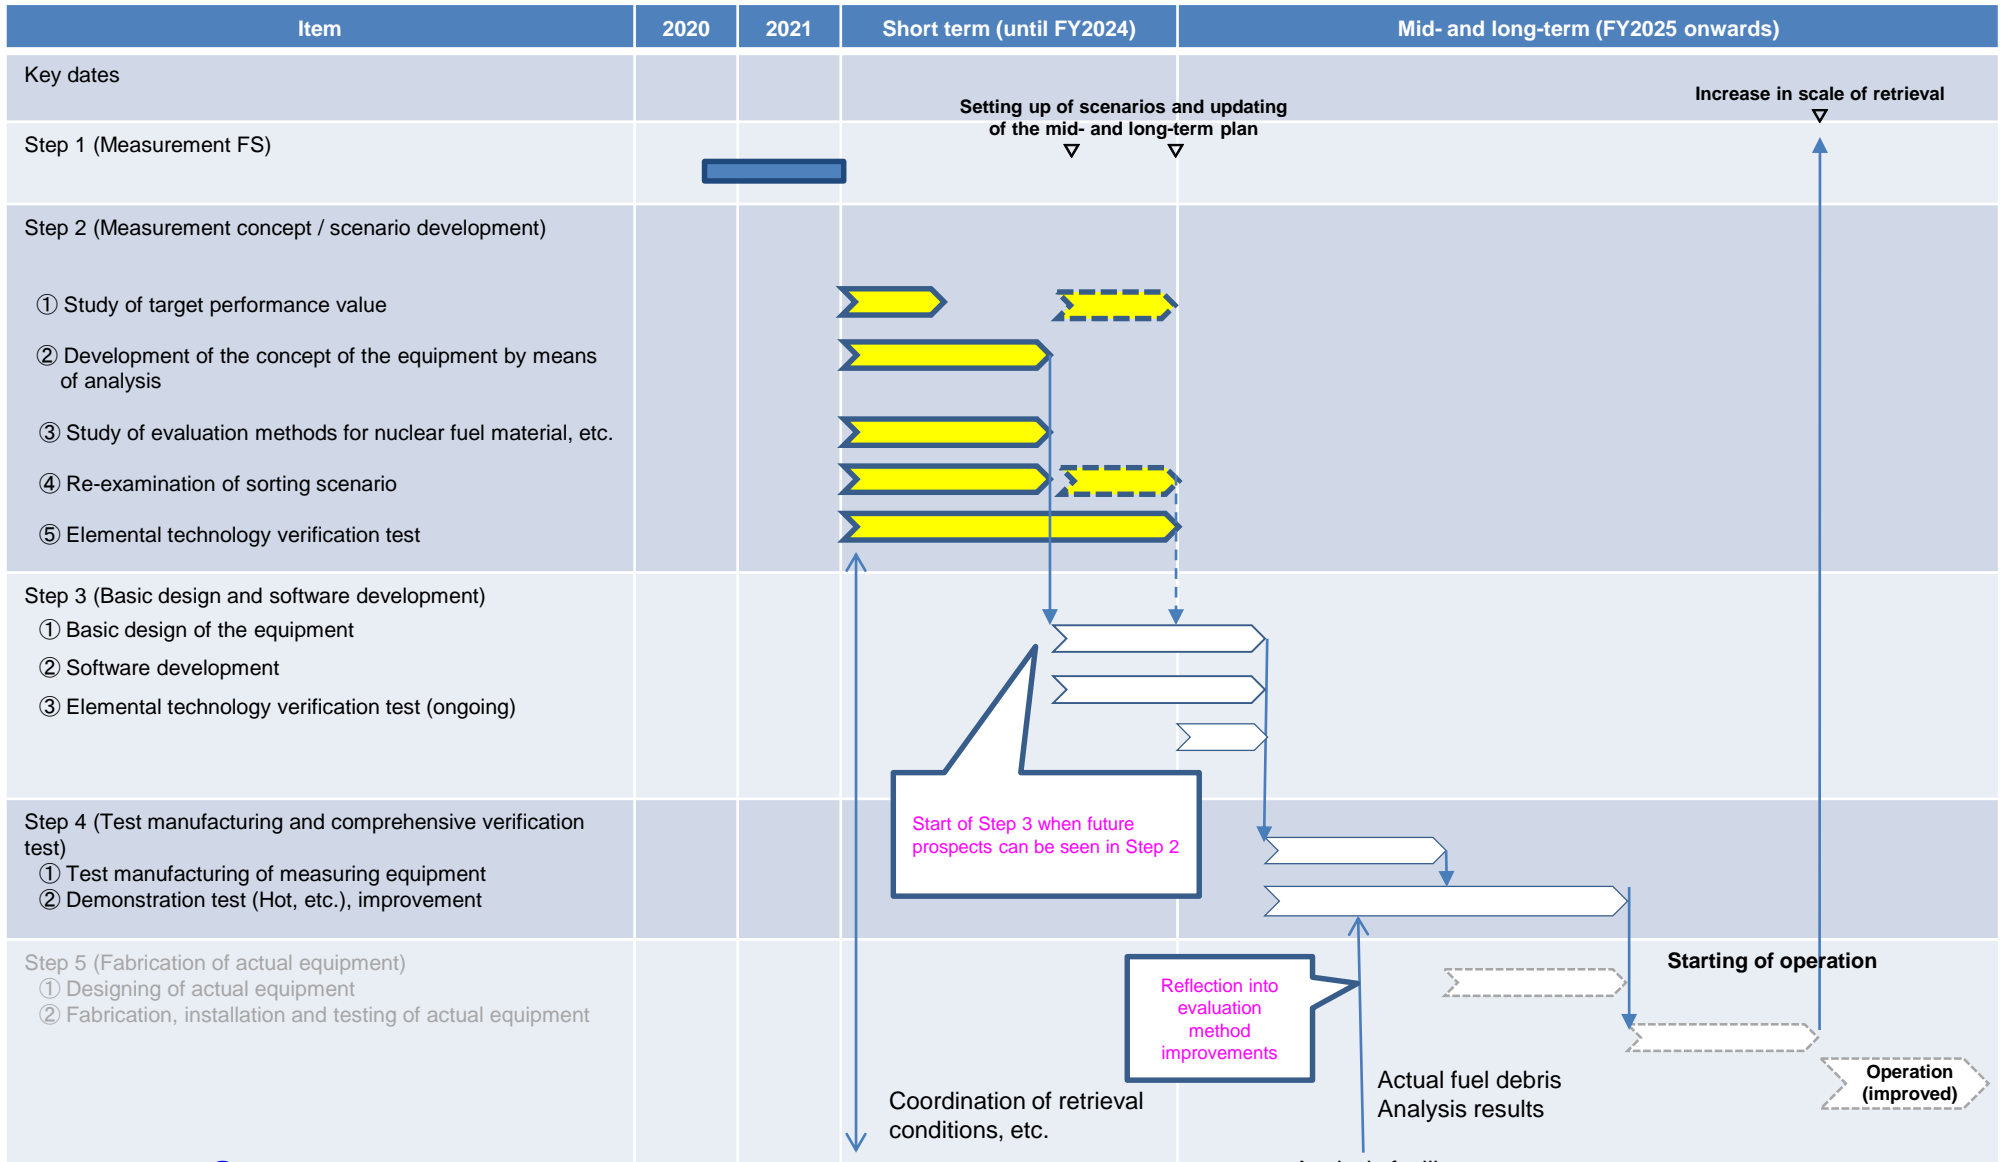 Item 2020 2021 Short term (until FY2024) Mid- and long-term (FY2025 onwards)
Key dates
Increase in scale of retrieval
Setting up of scenarios and updating
of the mid- and long-term plan
Step 1 (Measurement FS)
Step 2 (Measurement concept / scenario development)
① Study of target performance value
② Development of the concept of the equipment by means
of analysis
③ Study of evaluation methods for nuclear fuel material, etc.
④ Re-examination of sorting scenario
⑤ Elemental technology verification test
Step 3 (Basic design and software development)
① Basic design of the equipment
② Software development
③ Elemental technology verification test (ongoing)
Start of Step 3 when future
prospects can be seen in Step 2
Step 4 (Test manufacturing and comprehensive verification
test)
① Test manufacturing of measuring equipment
② Demonstration test (Hot, etc.), improvement
Step 5 (Fabrication of actual equipment)
① Designing of actual equipment
② Fabrication, installation and testing of actual equipment
Starting of operation
Reflection into
evaluation
method
improvements
Operation
(improved)
Actual fuel debris
Analysis results
Coordination of retrieval
conditions, etc.